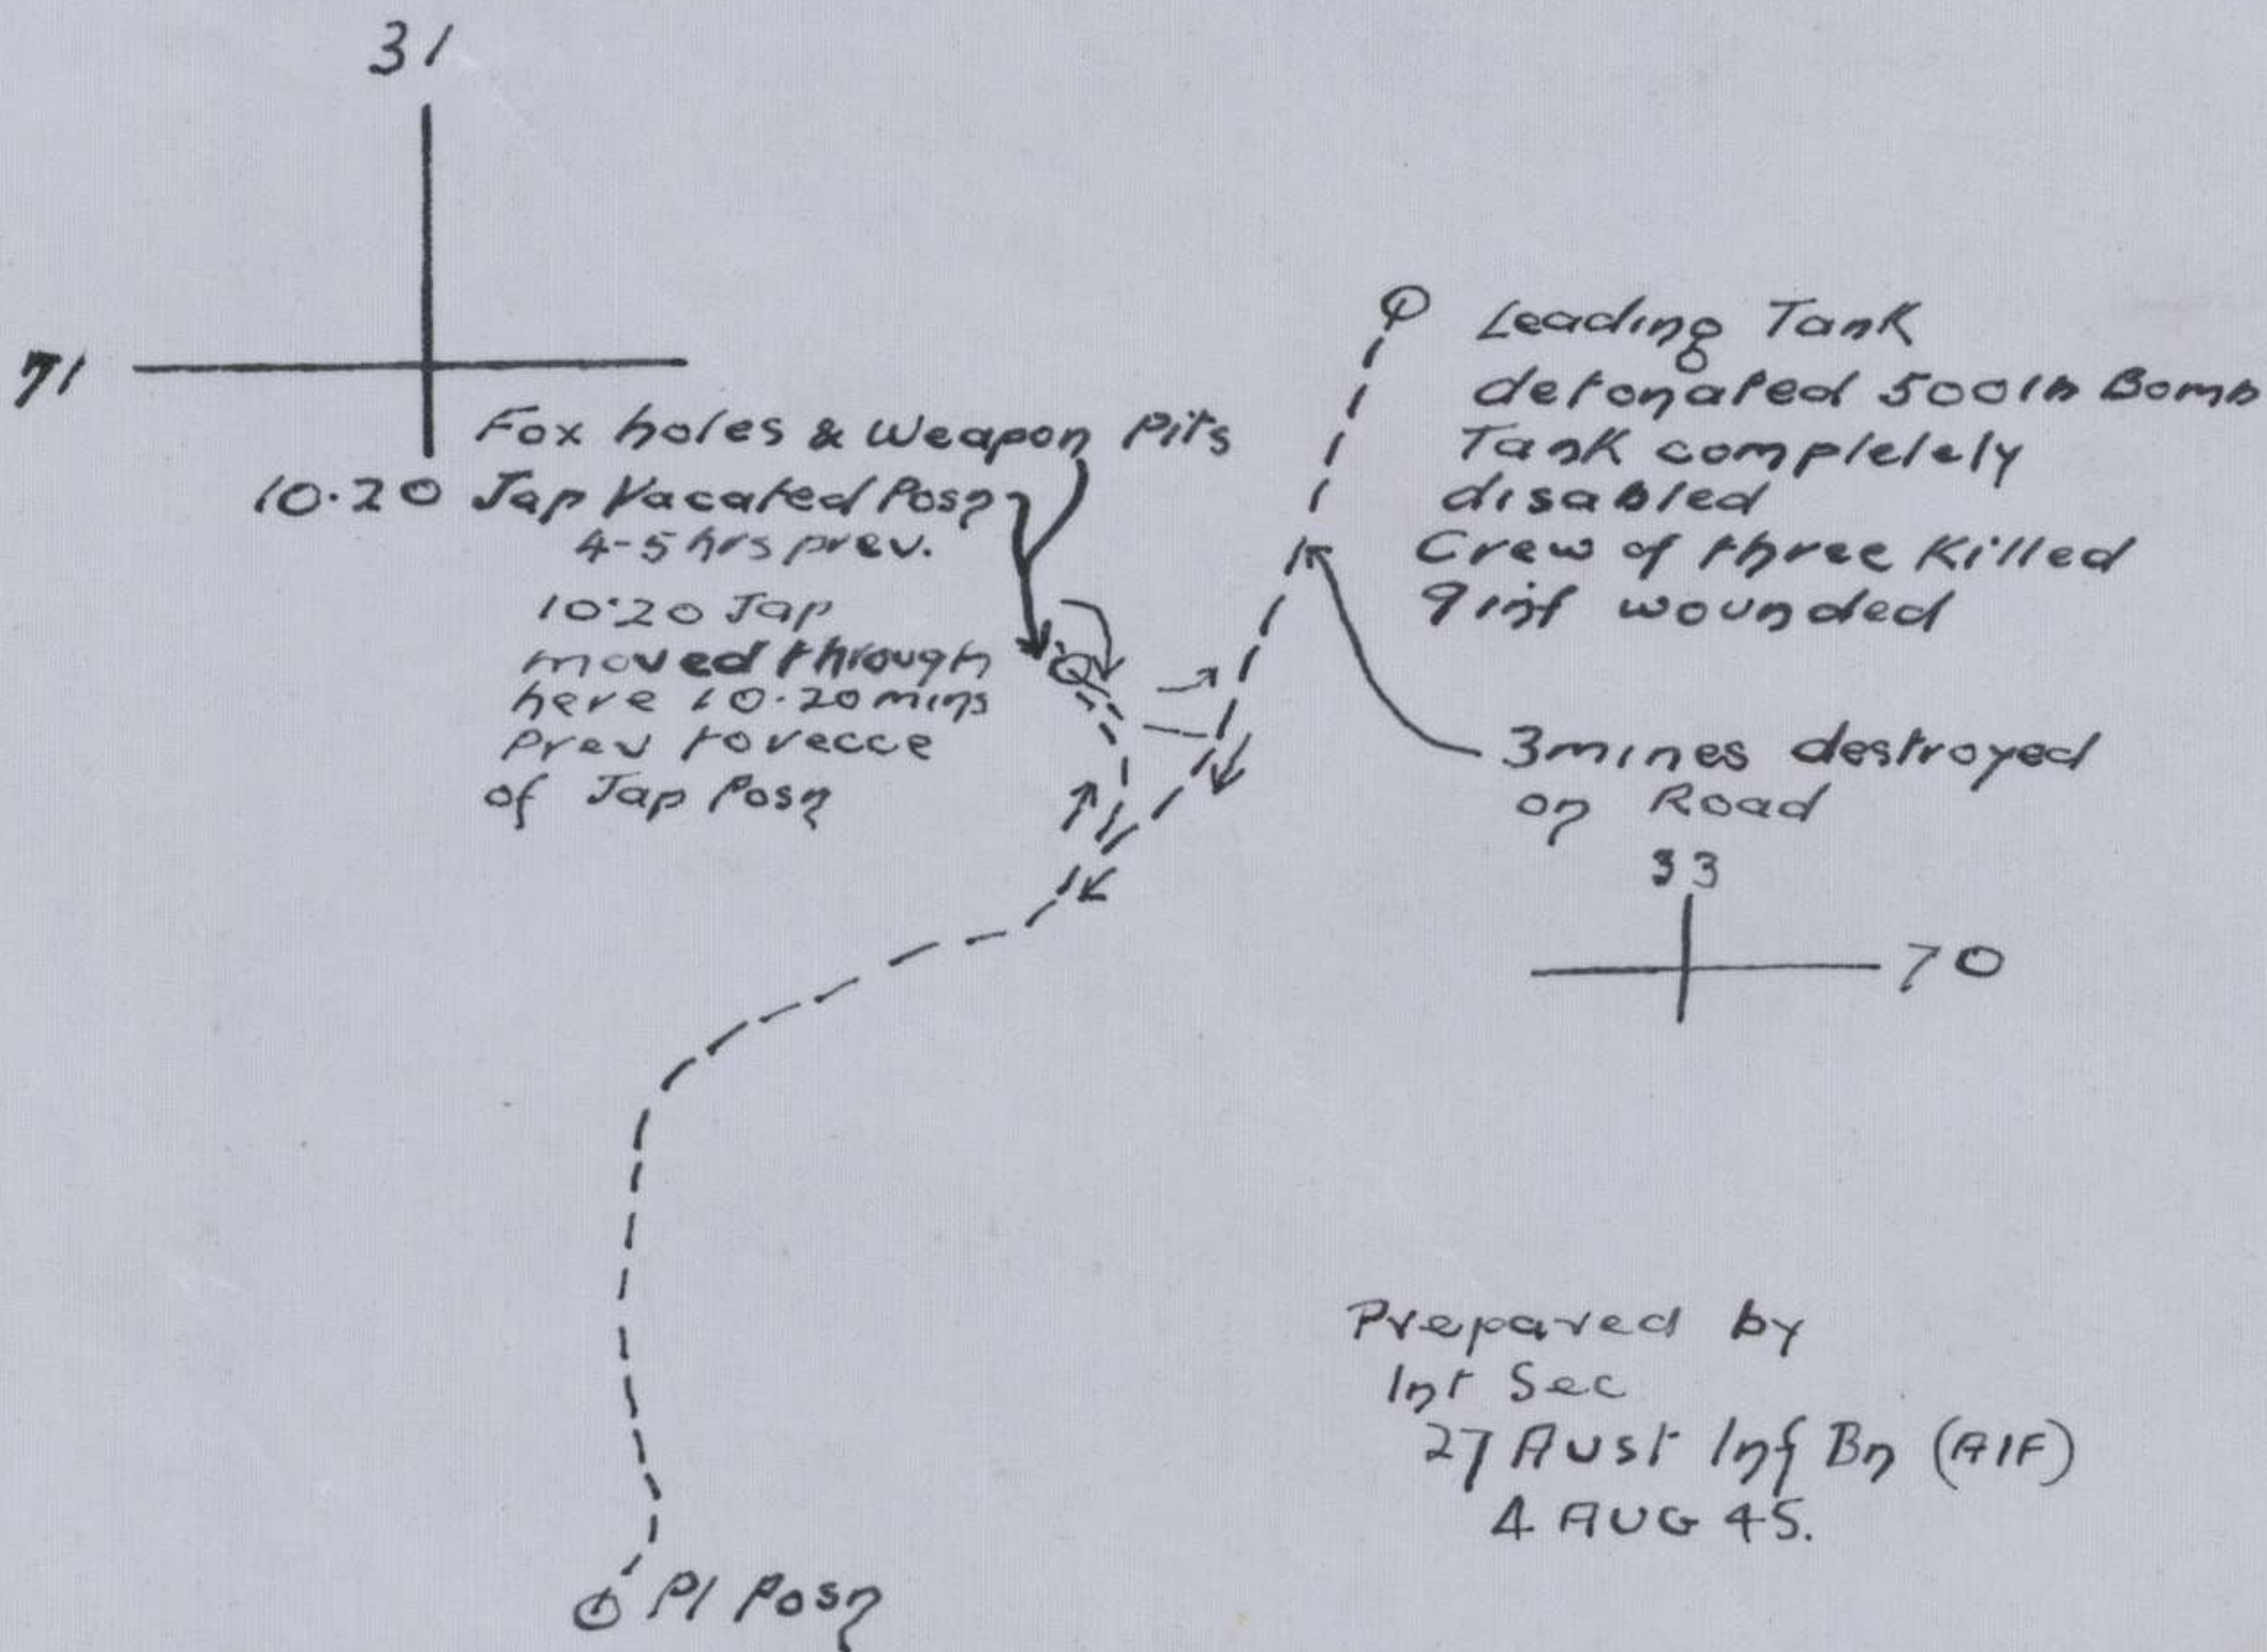 31
71
Fox holes & Weapon Pits
10.20 Jap Vacated Posn
4-5 hrs prev.
10.20 Jap
moved through
here 10.20 mins
Prev to recce
of Jap Posn
Leading Tank
detonated 500lb Bomb
Tank completely
disabled
Crew of three Killed
9 inf wounded
3 mines destroyed
on Road
33
70
Pl Posn
Prepared by
Int Sec
27 Aust Inf Bn (AIF)
4 AUG 45.